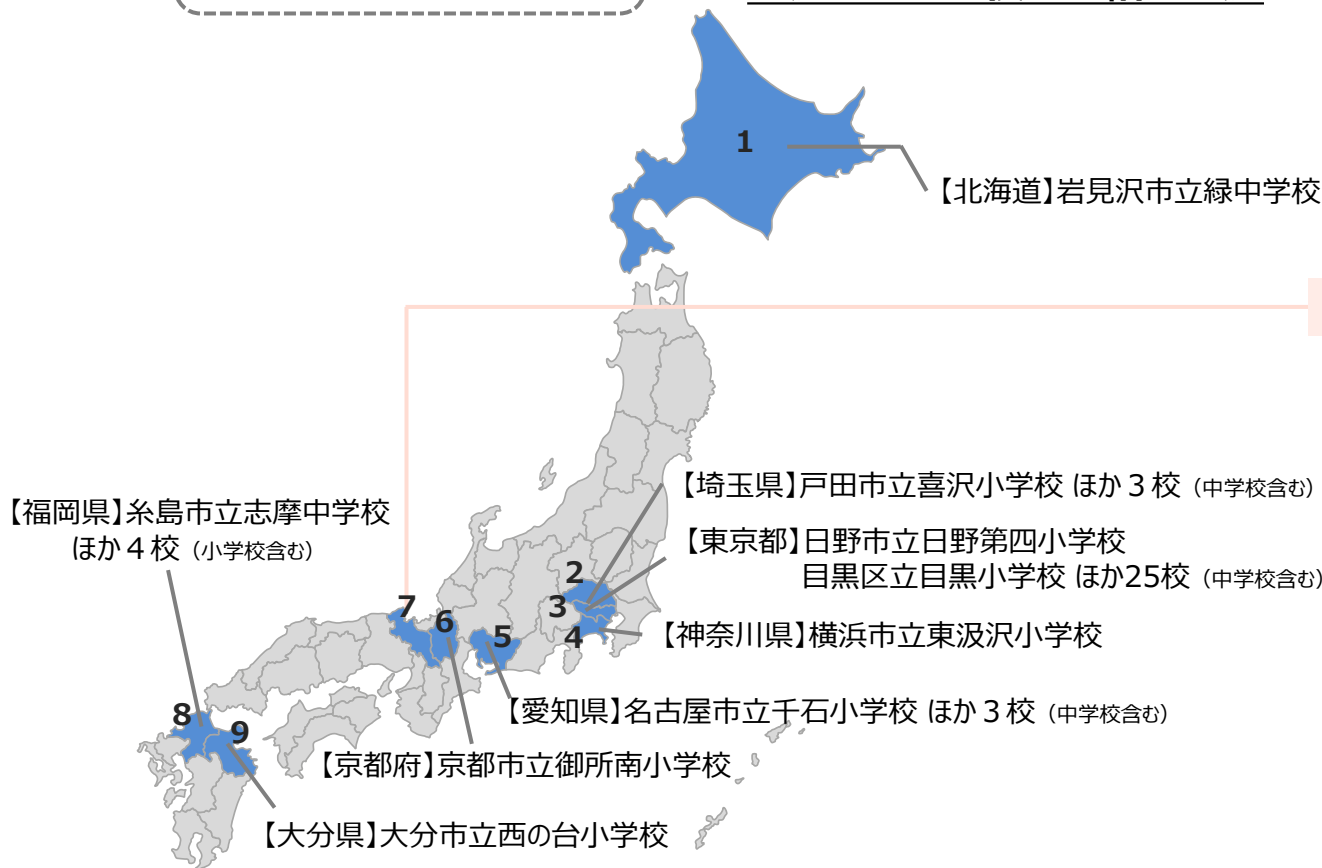 1
【北海道】岩見沢市立緑中学校
【埼玉県】戸田市立喜沢小学校 ほか３校 （中学校含む）
【福岡県】糸島市立志摩中学校
ほか４校 （小学校含む）
【東京都】日野市立日野第四小学校
目黒区立目黒小学校 ほか25校 （中学校含む）
2
3
4
【神奈川県】横浜市立東汲沢小学校
7
6
5
【愛知県】名古屋市立千石小学校 ほか３校 （中学校含む）
8
9
【京都府】京都市立御所南小学校
【大分県】大分市立西の台小学校